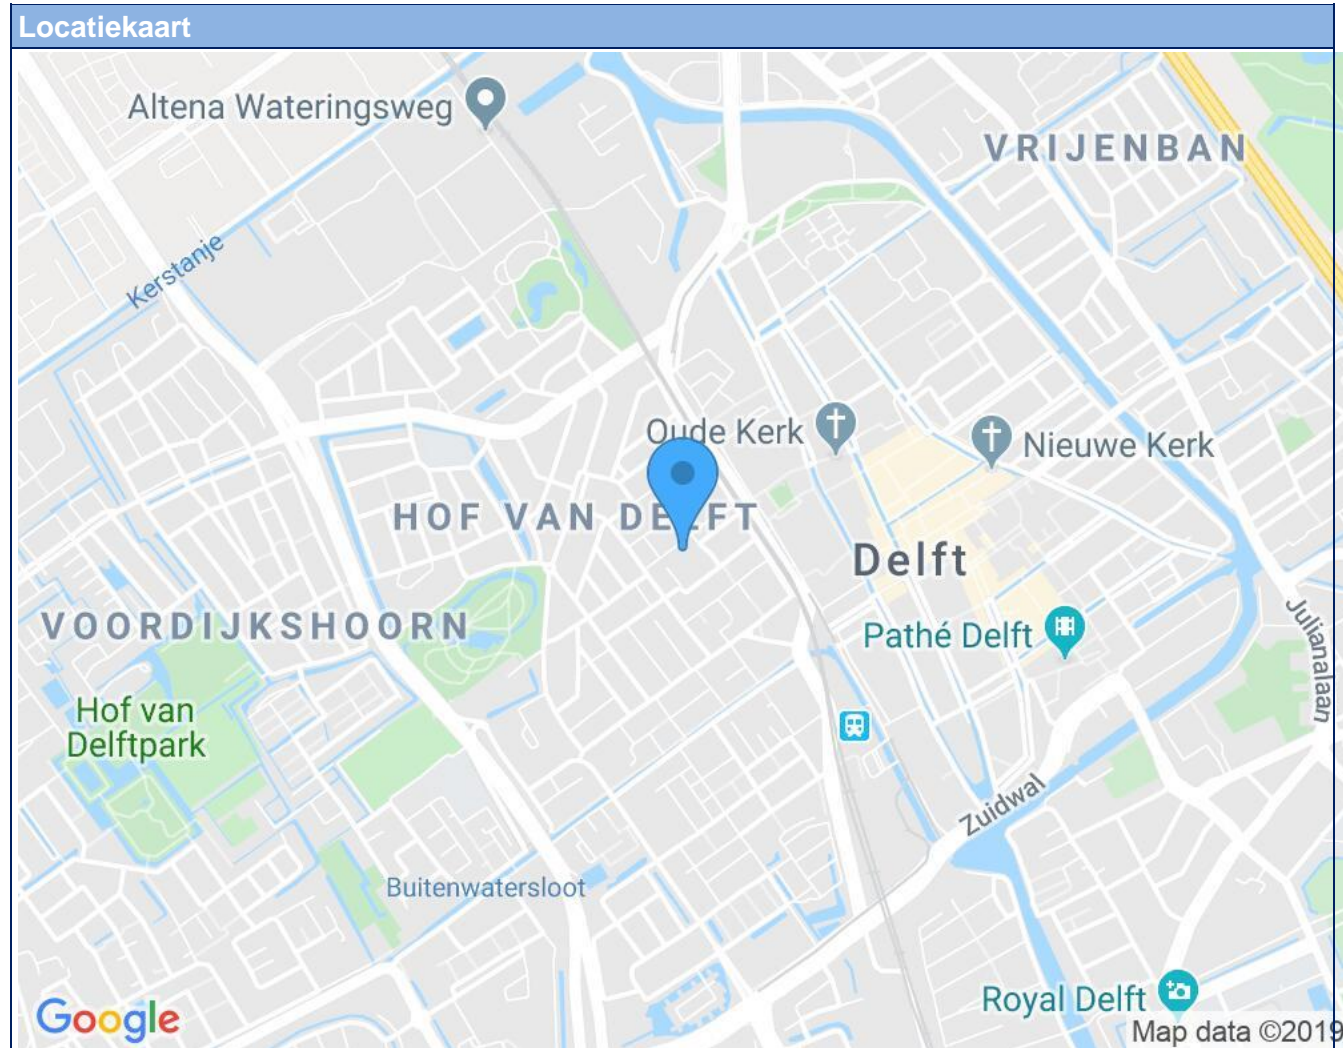 Locatiekaart
Altena Wateringsweg
VRIJENBAN
Kerstanje
Oude Kerk
Nieuwe Kerk
HOF VAN DELFT
Delft
VOORDIJKSHOORN
Pathé Delft
Julianalaan
Hof van
Delftpark
Zuidwal
Buitenwatersloot
Royal Delft
Google
Map data ©2019